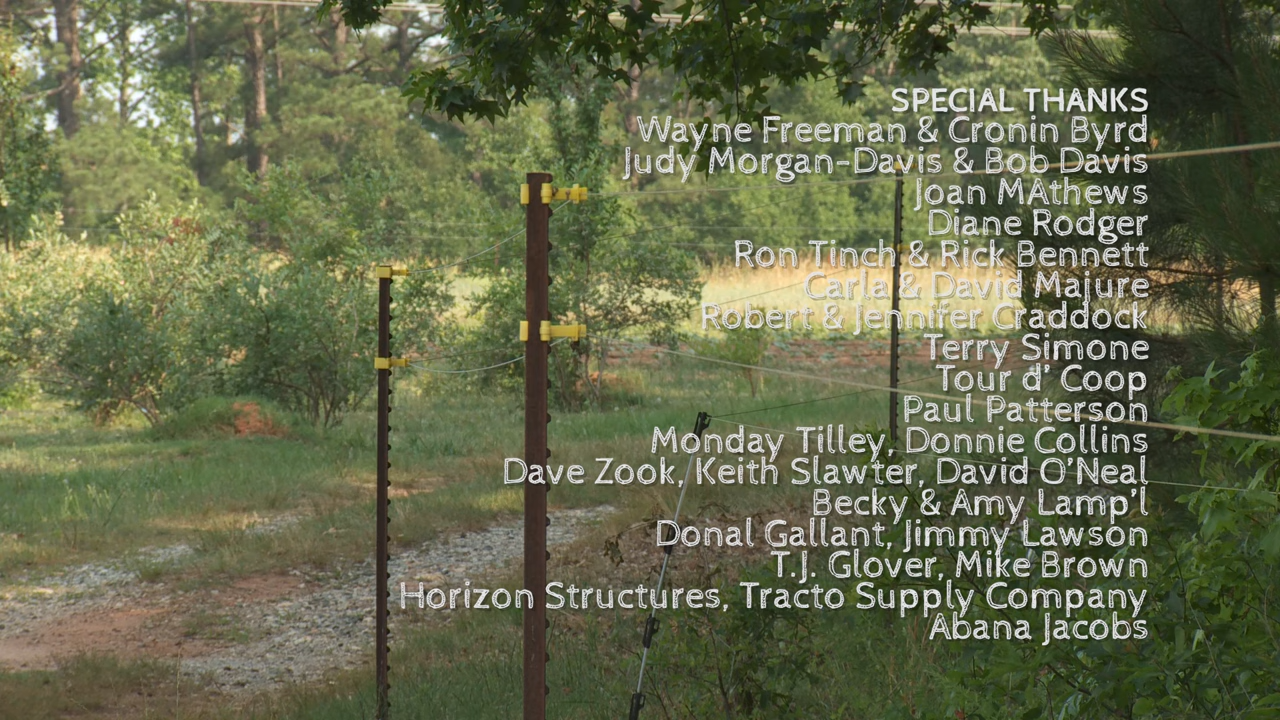 SPECIAL THANKS
Wayne Freeman & Cronin Byrd
Judy Morgan-Davis & Bob Davis
Joan MAthews
Diane Rodger
Ron Tinch & Rick Bennett
Carla & David Majure
Robert & Jennifer Craddock
Terry Simone
Tour d' Coop
Paul Patterson
Monday Tilley, Donnie Collins
Dave Zook, Keith Slawter, David O'Neal
Becky & Amy Lamp'l
Donal Gallant, Jimmy Lawson
T.J. Glover, Mike Brown
Horizon Structures, Tracto Supply Company
Abana Jacobs